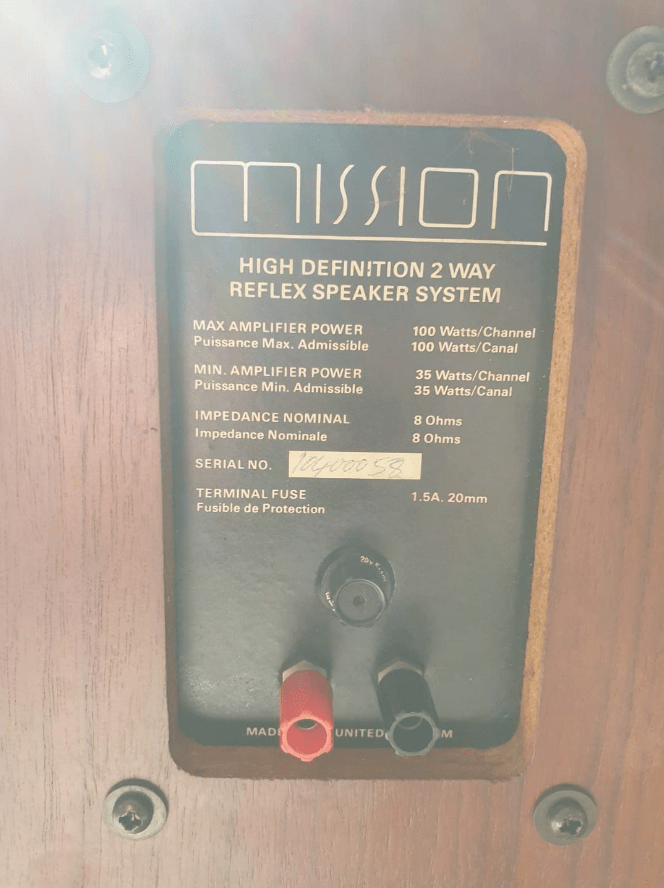 mission
HIGH DEFINITION 2 WAY
REFLEX SPEAKER SYSTEM
MAX AMPLIFIER POWER 100 Watts/Channel
Puissance Max. Admissible 100 Watts/Canal
MIN. AMPLIFIER POWER 35 Watts/Channel
Puissance Min. Admissible 35 Watts/Canal
IMPEDANCE NOMINAL 8 Ohms
Impedance Nominale 8 Ohms
SERIAL NO. 10400058
TERMINAL FUSE 1.5A. 20mm
Fusible de Protection
UNITED